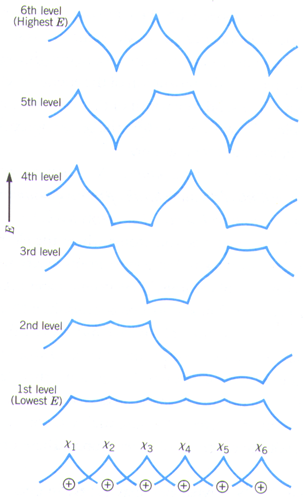 6th level
(Highest E)
5th level
4th level
E
3rd level
2nd level
1st level
(Lowest E)
χ1 χ2 χ3 χ4 χ5 χ6
+ + + + + +